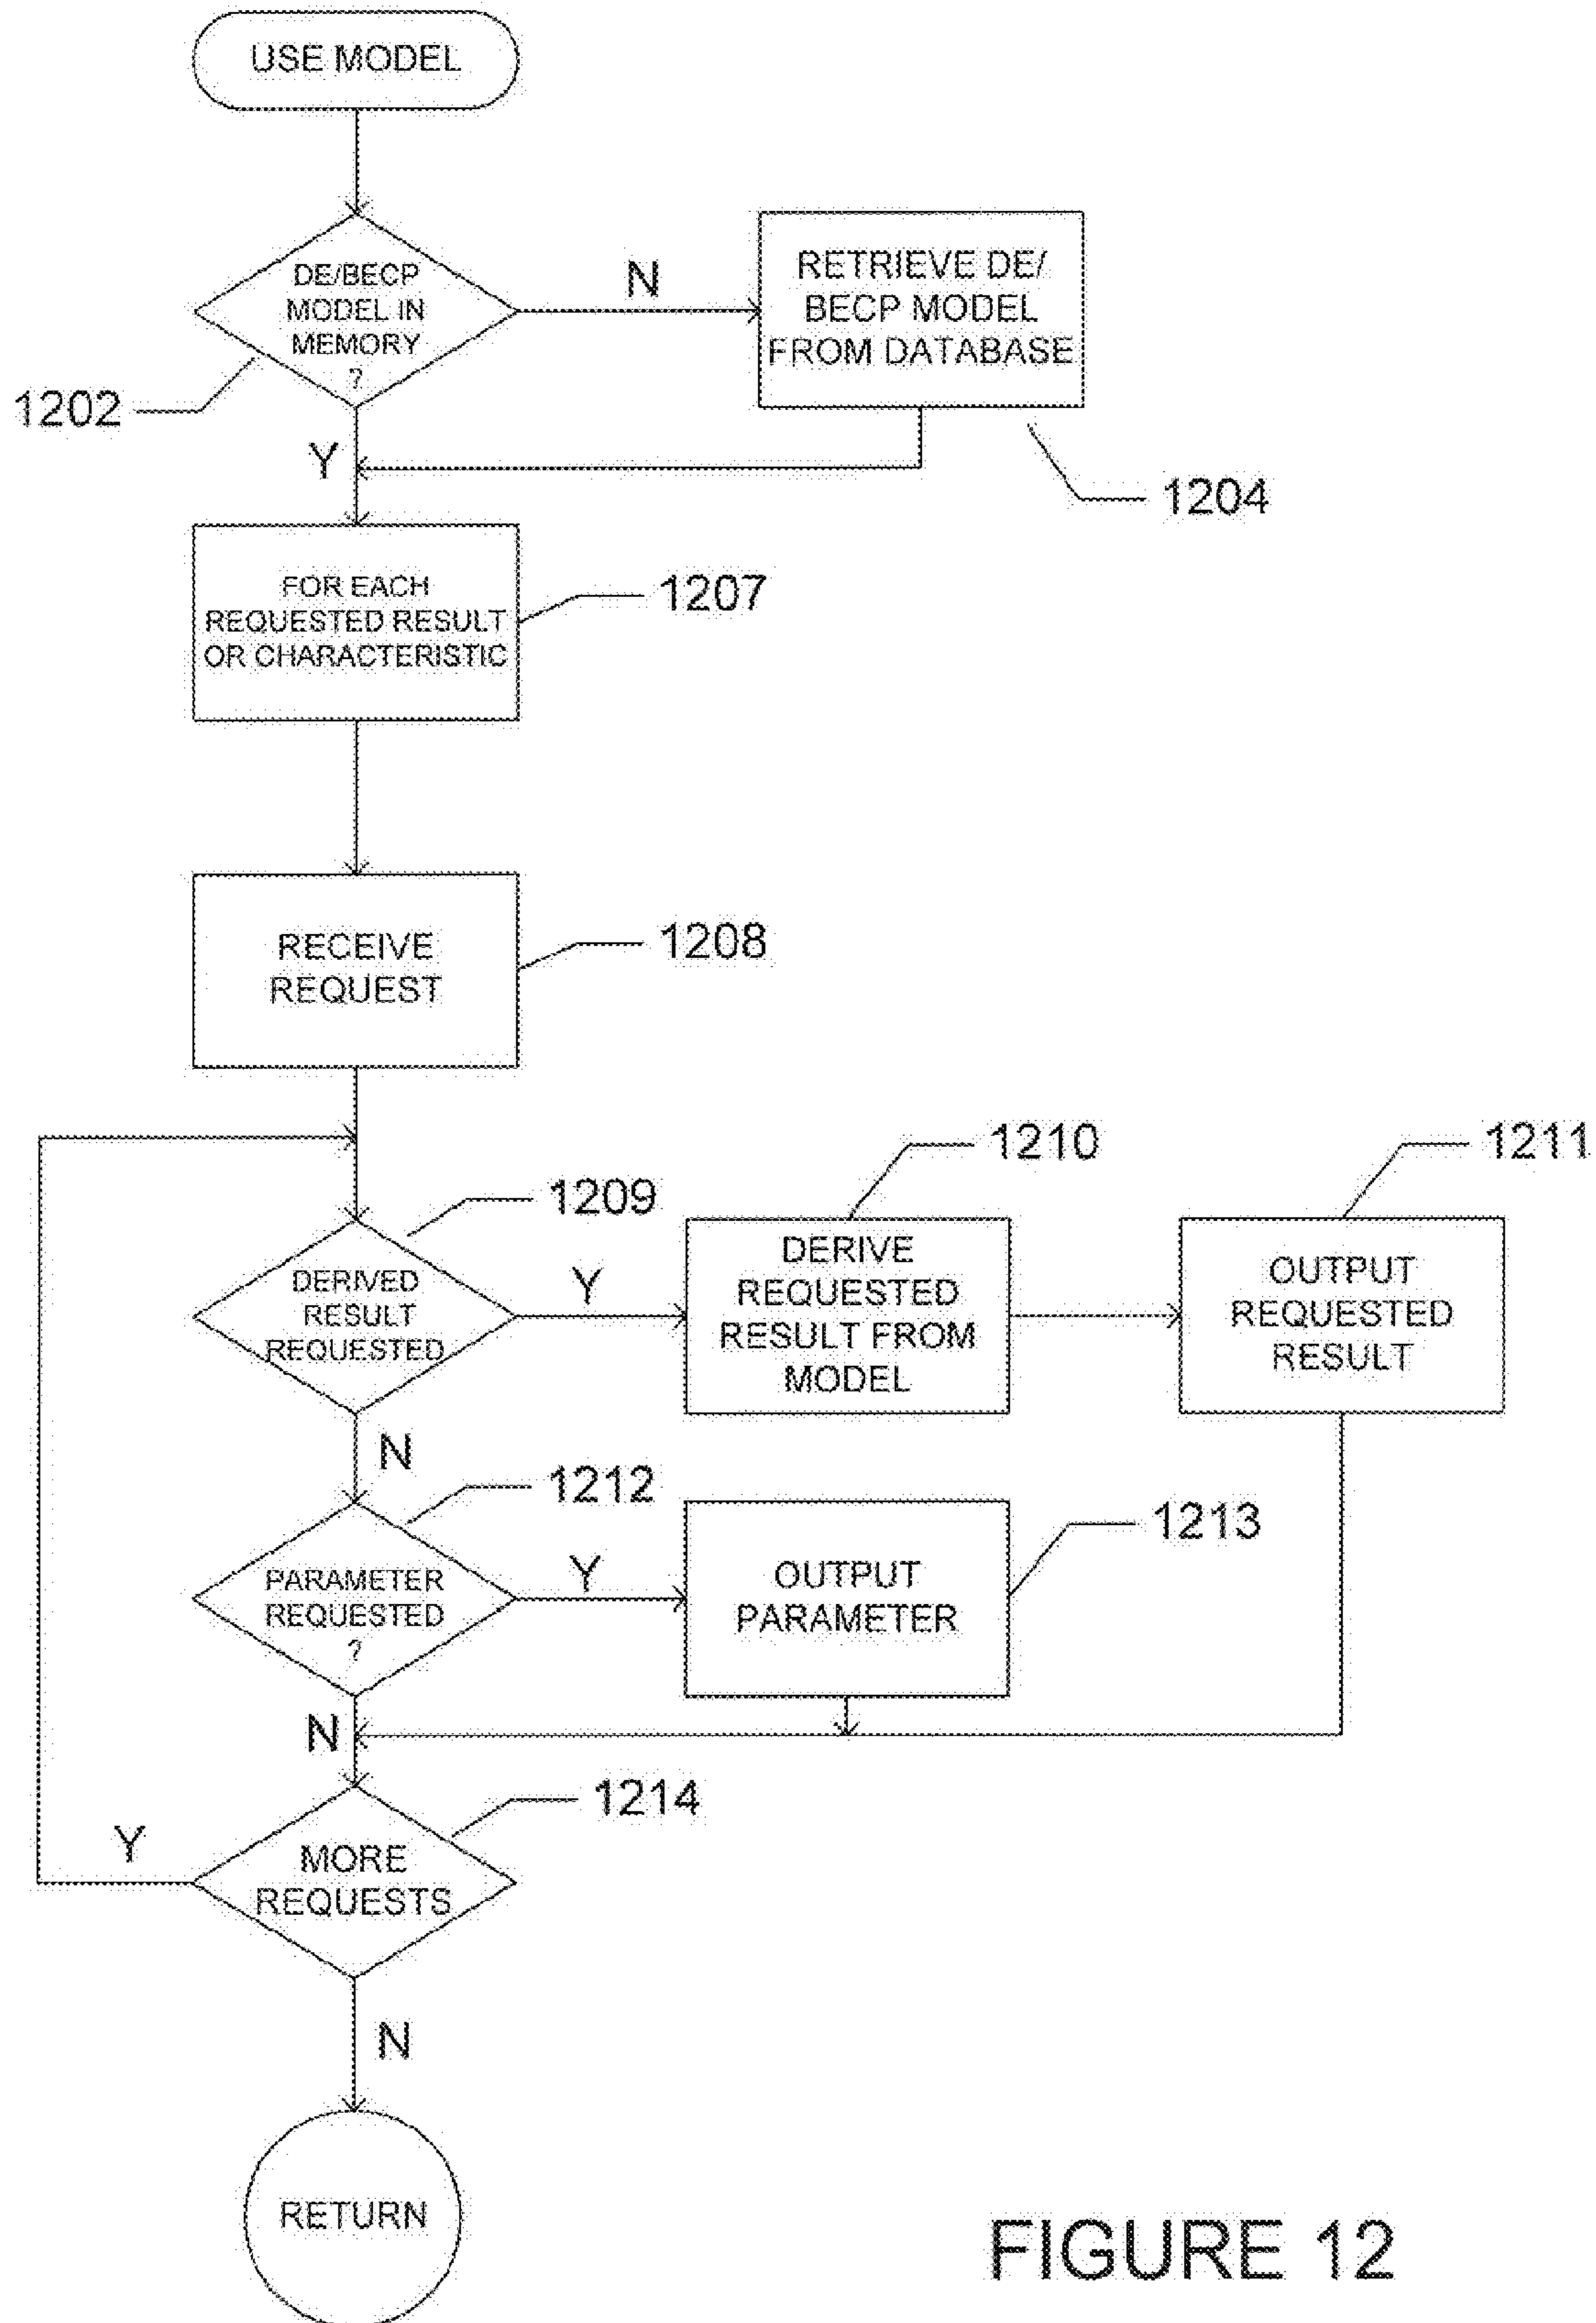 USE MODEL
DE/BECP
MODEL IN
MEMORY
?
N
RETRIEVE DE/
BECP MODEL
FROM DATABASE
1202
Y
1204
FOR EACH
REQUESTED RESULT
OR CHARACTERISTIC
1207
RECEIVE
REQUEST
1208
1209
1210
1211
DERIVED
RESULT
REQUESTED
Y
DERIVE
REQUESTED
RESULT FROM
MODEL
OUTPUT
REQUESTED
RESULT
N
1212
1213
PARAMETER
REQUESTED
?
Y
OUTPUT
PARAMETER
N
1214
Y
MORE
REQUESTS
N
RETURN
FIGURE 12